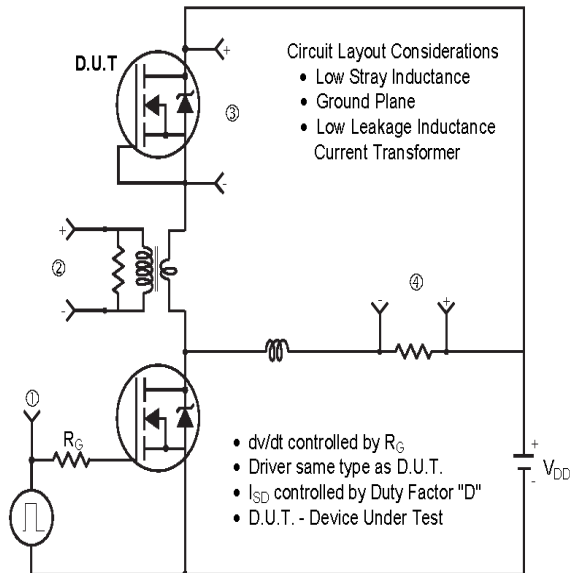 D.U.T
+
③
-
Circuit Layout Considerations
• Low Stray Inductance
• Ground Plane
• Low Leakage Inductance
Current Transformer
+
②
-
④
- +
①
RG
• dv/dt controlled by RG
• Driver same type as D.U.T.
• ISD controlled by Duty Factor "D"
• D.U.T. - Device Under Test
+
VDD
-